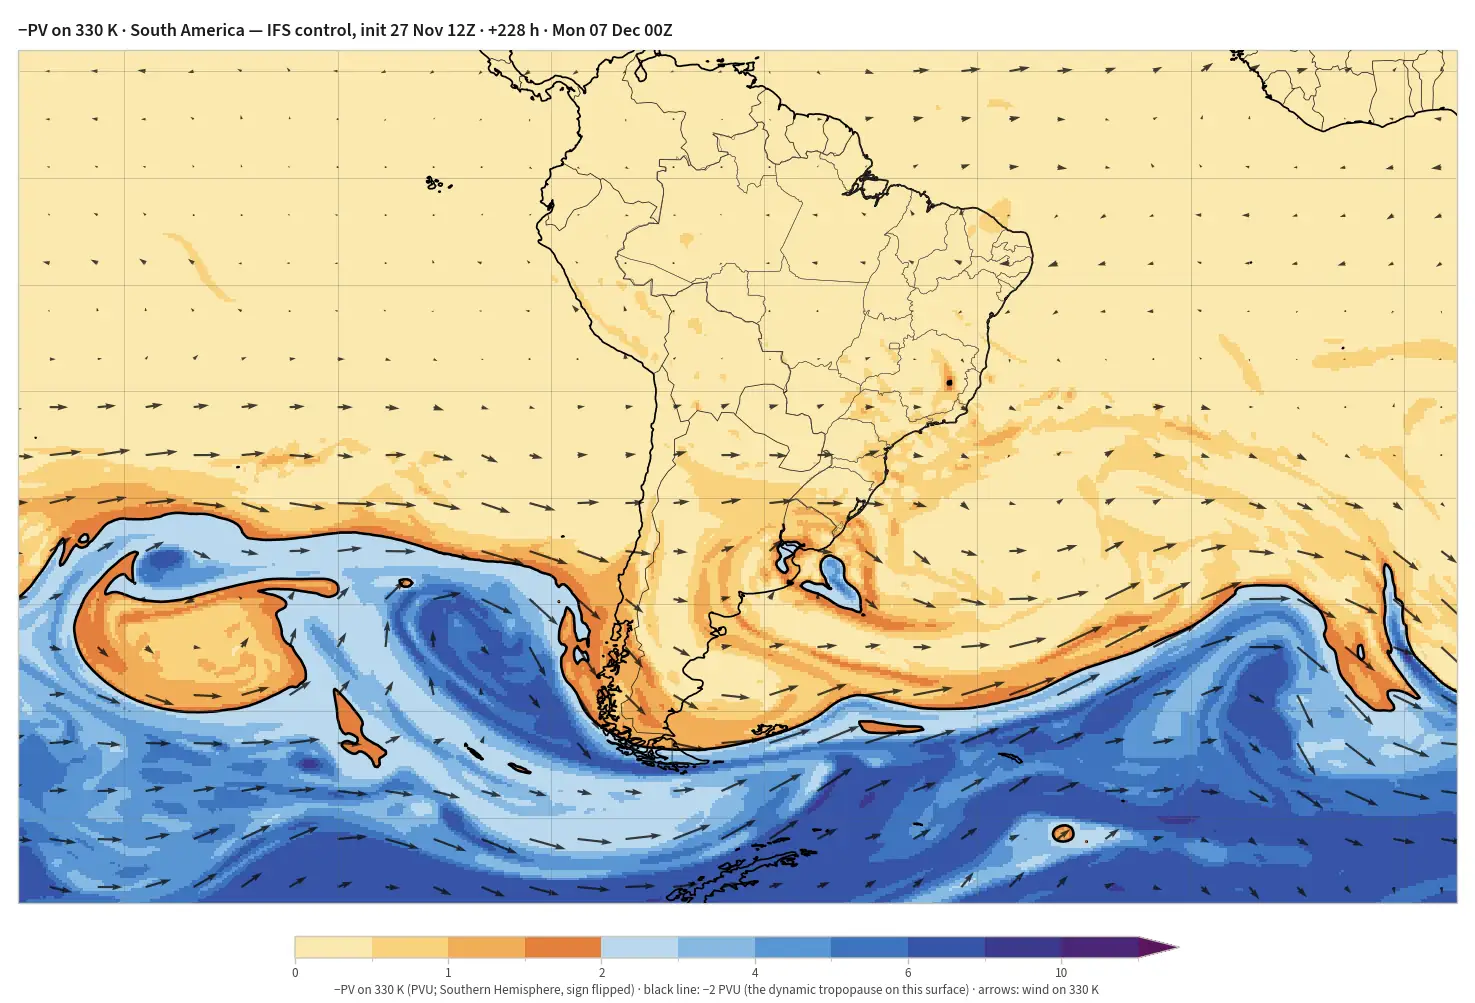 −PV on 330 K · South America — IFS control, init 27 Nov 12Z · +228 h · Mon 07 Dec 00Z
0 1 2 4 6 10
−PV on 330 K (PVU; Southern Hemisphere, sign flipped) · black line: −2 PVU (the dynamic tropopause on this surface) · arrows: wind on 330 K